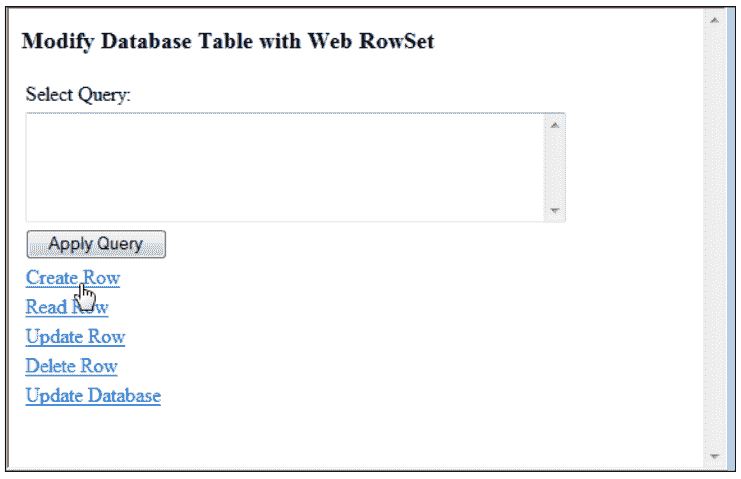 Modify Database Table with Web RowSet
Select Query:
Apply Query
Create Row
Read Row
Update Row
Delete Row
Update Database